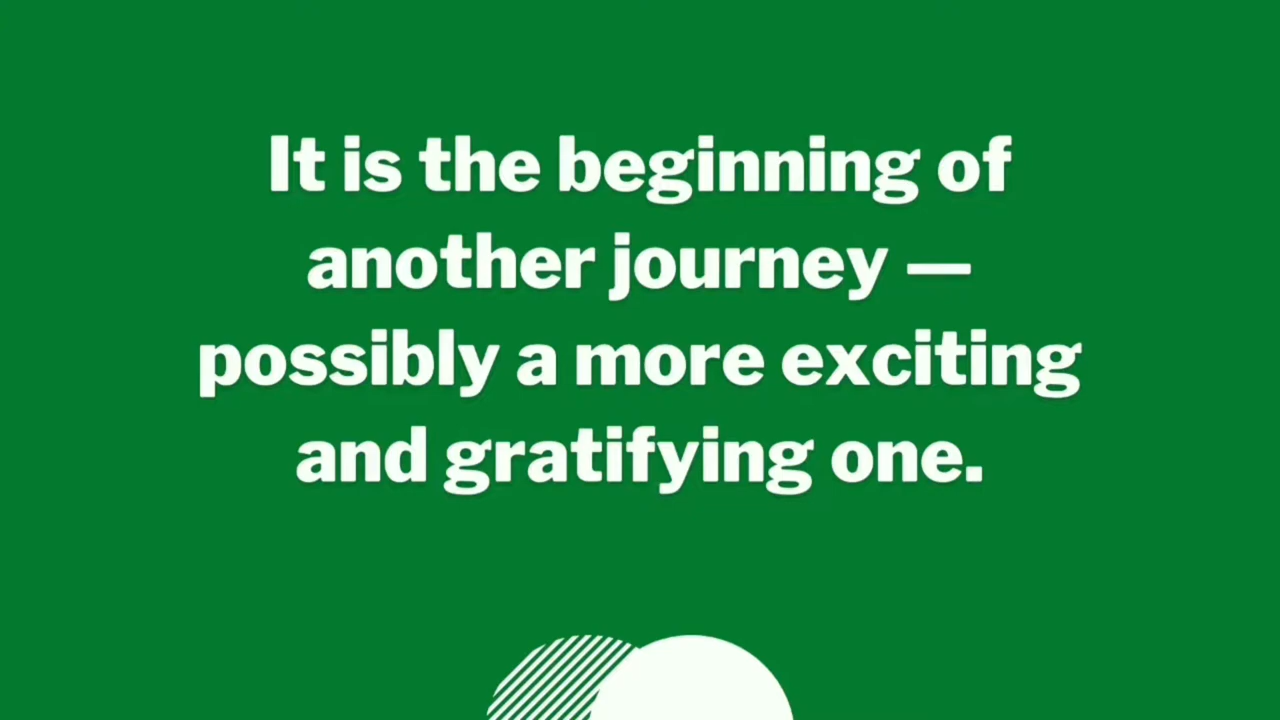 It is the beginning of
another journey —
possibly a more exciting
and gratifying one.